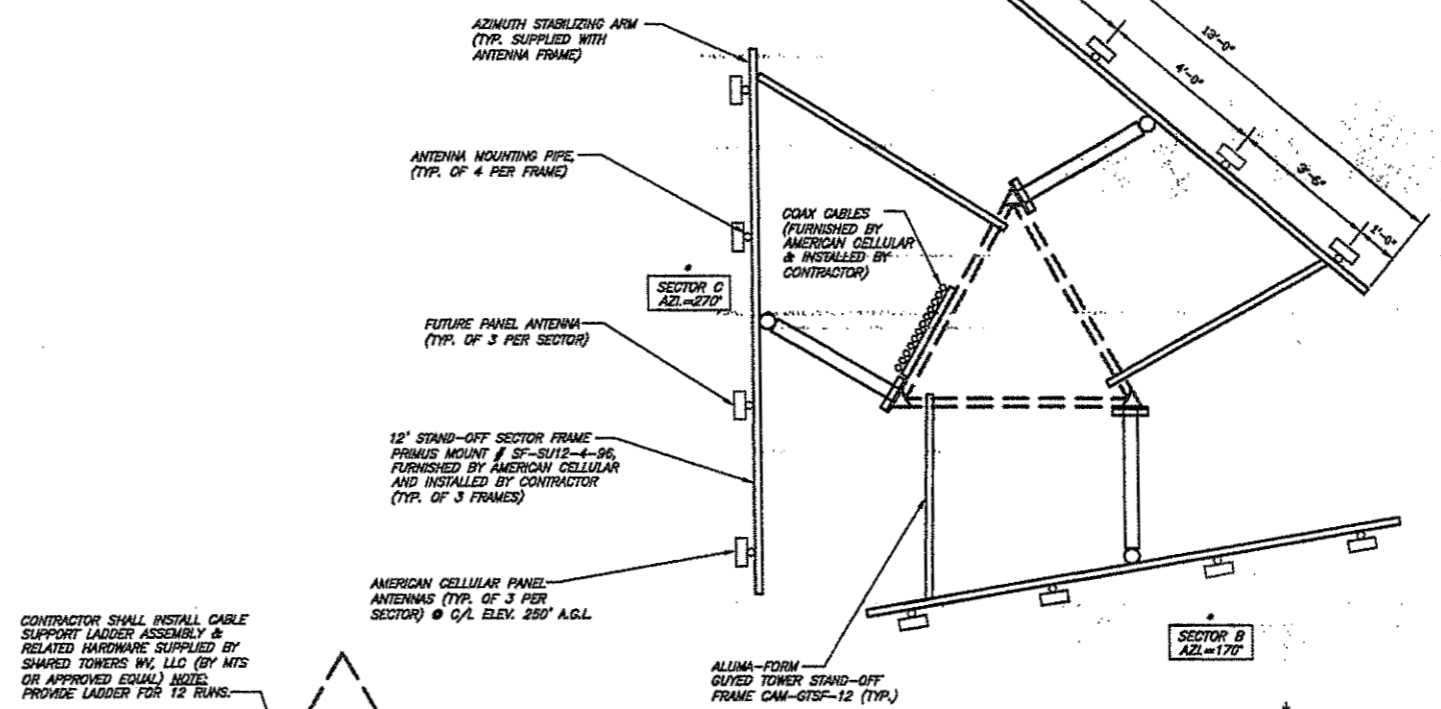 AZIMUTH STABILIZING ARM
(TYP. SUPPLIED WITH
ANTENNA FRAME)
ANTENNA MOUNTING PIPE,
(TYP. OF 4 PER FRAME)
COAX CABLES
(FURNISHED BY
AMERICAN CELLULAR
& INSTALLED BY
CONTRACTOR)
SECTOR C
AZI.=270°
FUTURE PANEL ANTENNA
(TYP. OF 3 PER SECTOR)
12' STAND-OFF SECTOR FRAME
PRIMUS MOUNT # SF-SU12-4-96,
FURNISHED BY AMERICAN CELLULAR
AND INSTALLED BY CONTRACTOR
(TYP. OF 3 FRAMES)
AMERICAN CELLULAR PANEL
ANTENNAS (TYP. OF 3 PER
SECTOR) @ C/L ELEV. 250' A.G.L.
CONTRACTOR SHALL INSTALL CABLE
SUPPORT LADDER ASSEMBLY &
RELATED HARDWARE SUPPLIED BY
SHARED TOWERS WV, LLC (BY MTS
OR APPROVED EQUAL) NOTE:
PROVIDE LADDER FOR 12 RUNS.
ALUMA-FORM
GUYED TOWER STAND-OFF
FRAME CAM-GTSF-12 (TYP.)
SECTOR B
AZI.=170°
13'-0"
4'-0"
3'-6"
1'-0"